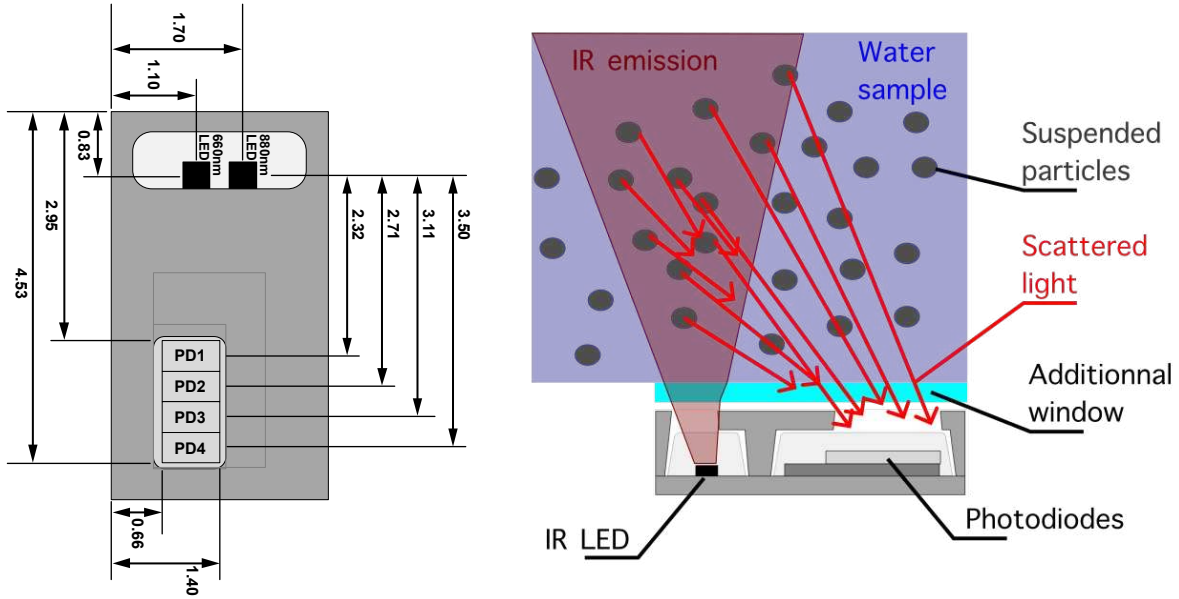 1.70
1.10
0.83
660nm
LED
880nm
LED
2.95
4.53
2.32
2.71
3.11
3.50
PD1
PD2
PD3
PD4
0.66
1.40
IR emission
Water
sample
Suspended
particles
Scattered
light
Additionnal
window
Photodiodes
IR LED